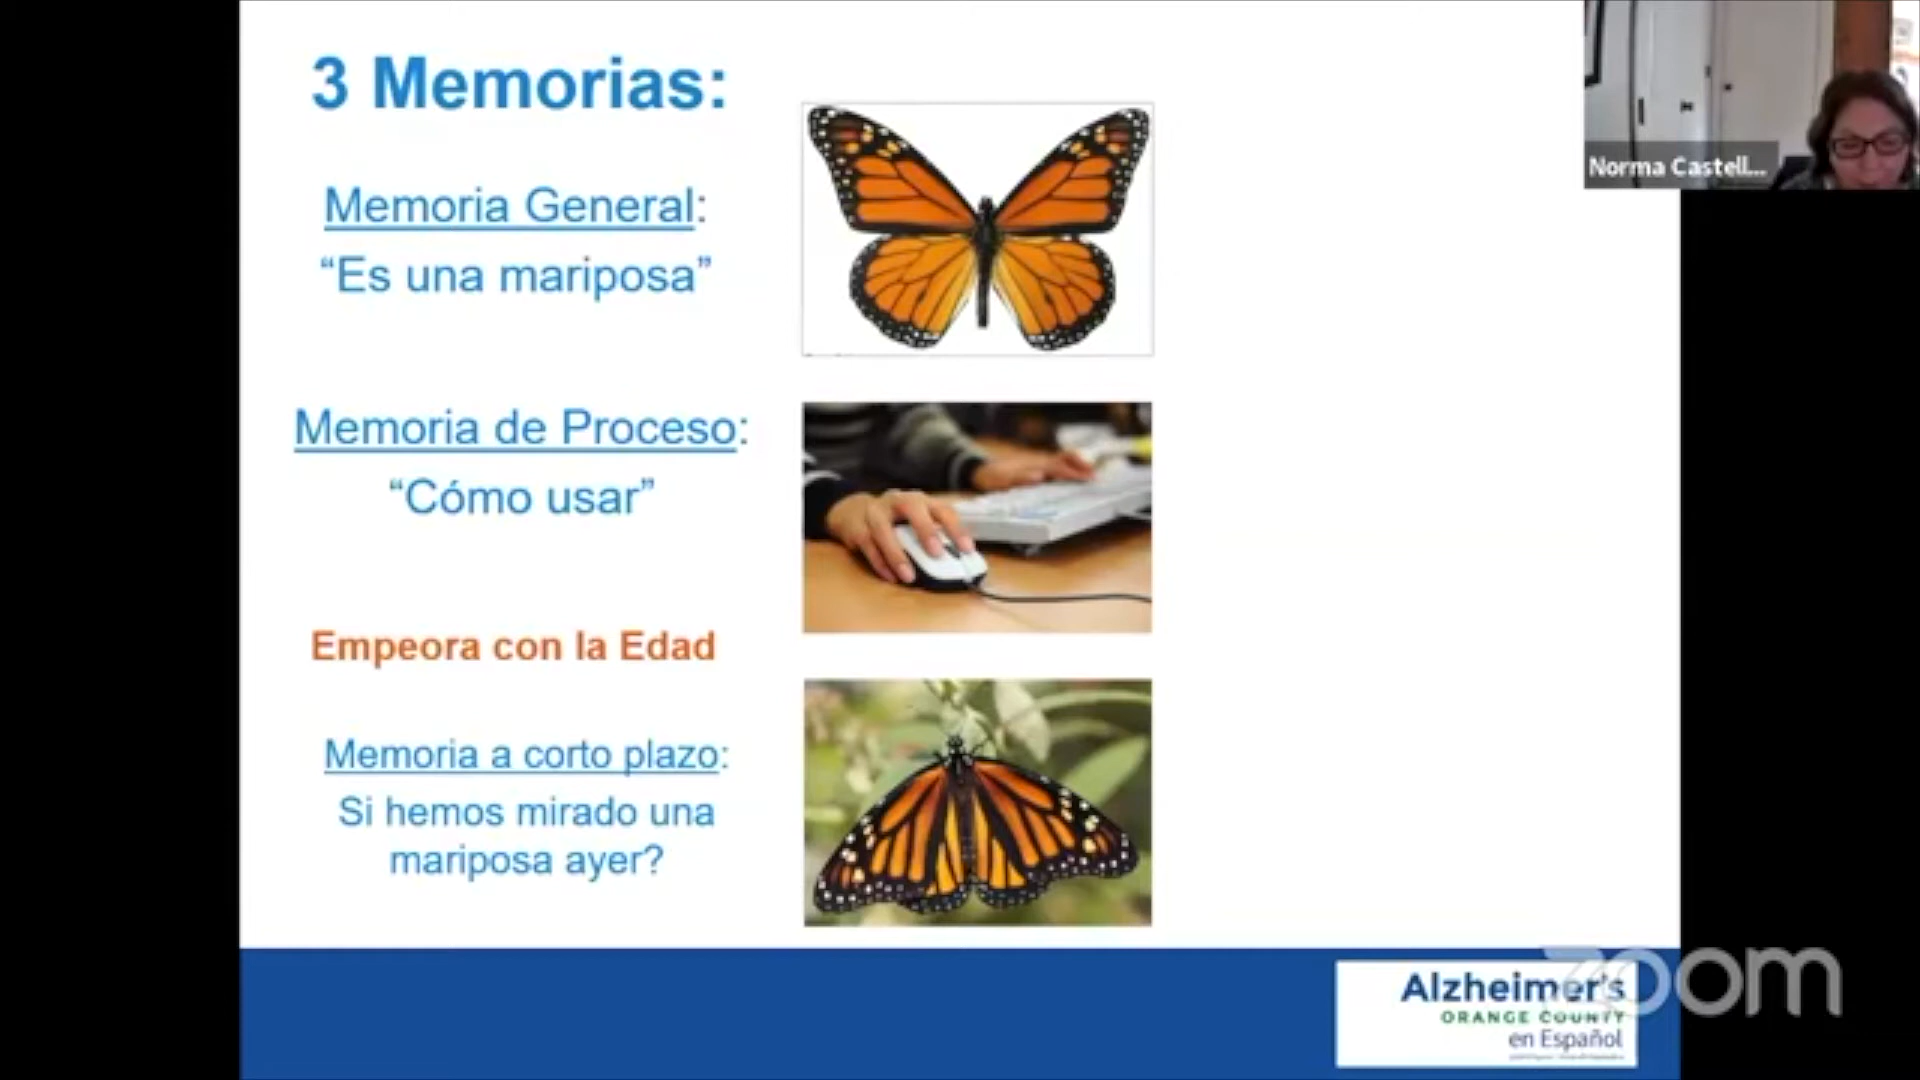 3 Memorias:
Memoria General:
“Es una mariposa”
Memoria de Proceso:
“Cómo usar”
Empeora con la Edad
Memoria a corto plazo:
Si hemos mirado una
mariposa ayer?
Norma Castell...
Alzheimer's
ORANGE COUNTY
en Español
zoom